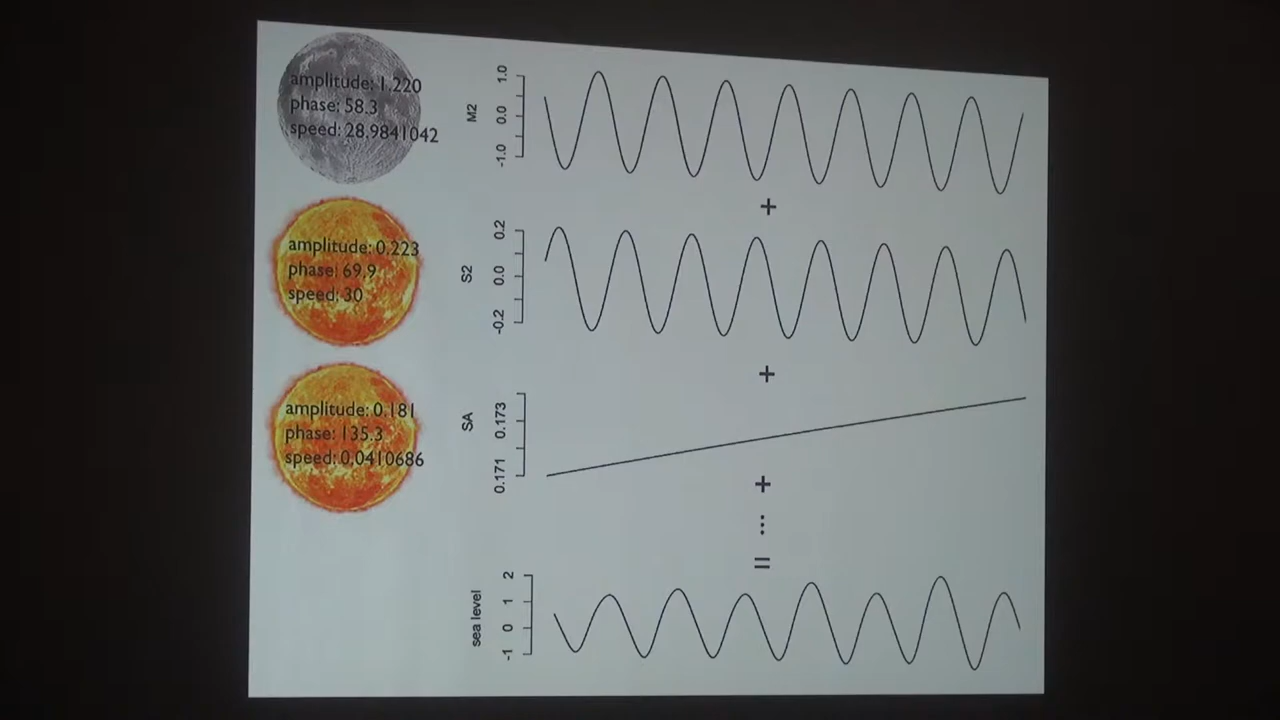 amplitude: 1.220
phase: 58.3
speed: 28.9841042
M2
1.0
0.0
-1.0
+
amplitude: 0.223
phase: 69.9
speed: 30
S2
0.2
0.0
-0.2
+
amplitude: 0.181
phase: 135.3
speed: 0.0410686
SA
0.173
0.171
+
...
=
sea level
2
1
0
-1